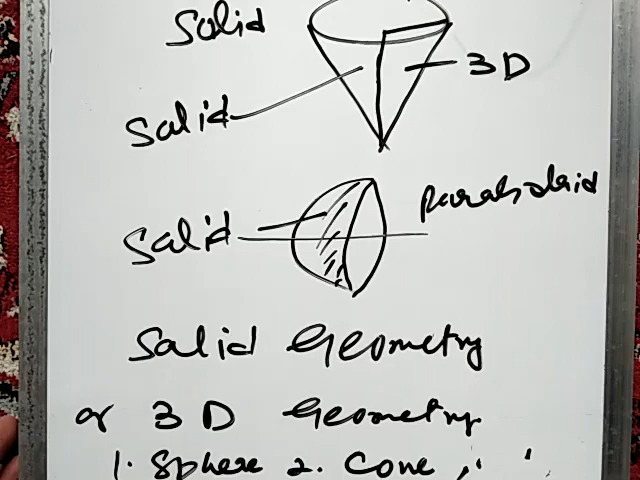 Solid
3D
Solid
Paraboloid
Solid
Solid Geometry
or 3D Geometry
1. Sphere 2. Cone , ' '